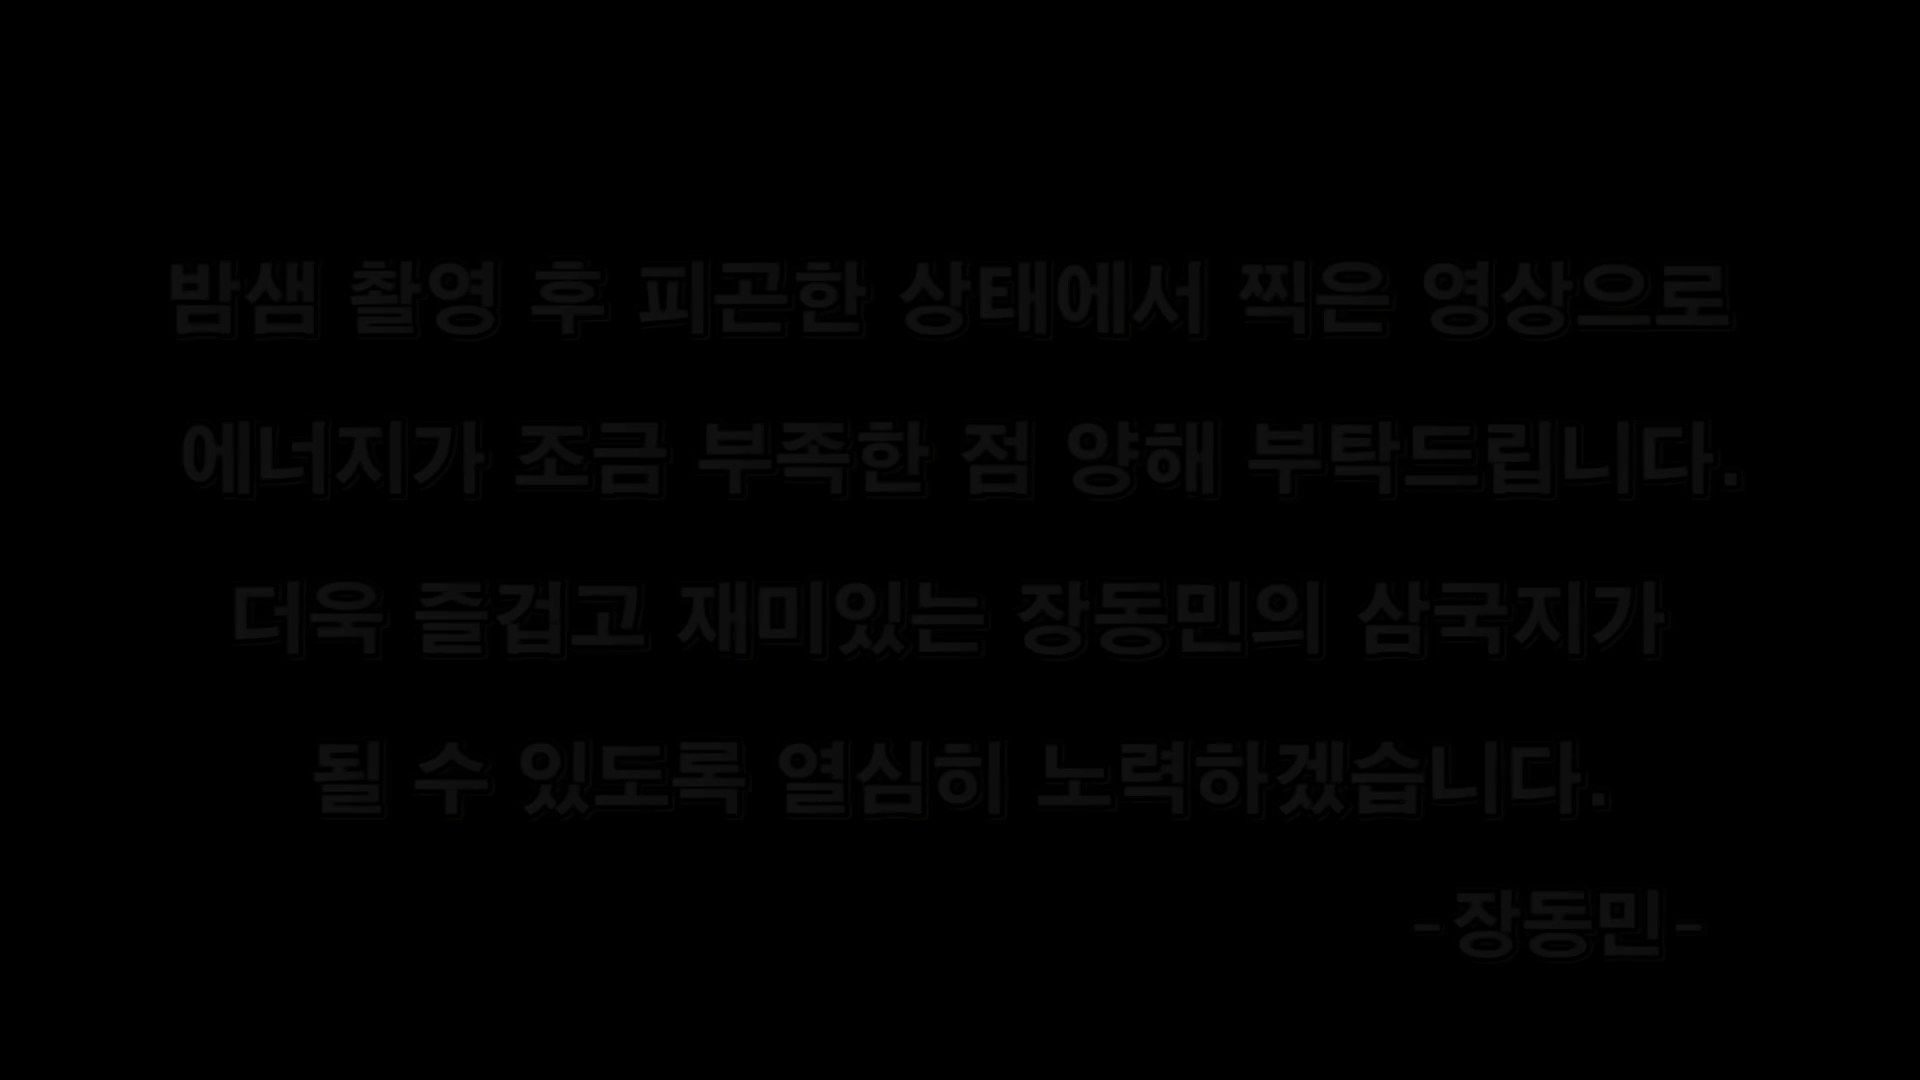 밤샘 촬영 후 피곤한 상태에서 찍은 영상으로
에너지가 조금 부족한 점 양해 부탁드립니다.
더욱 즐겁고 재미있는 장동민의 삼국지가
될 수 있도록 열심히 노력하겠습니다.
-장동민-